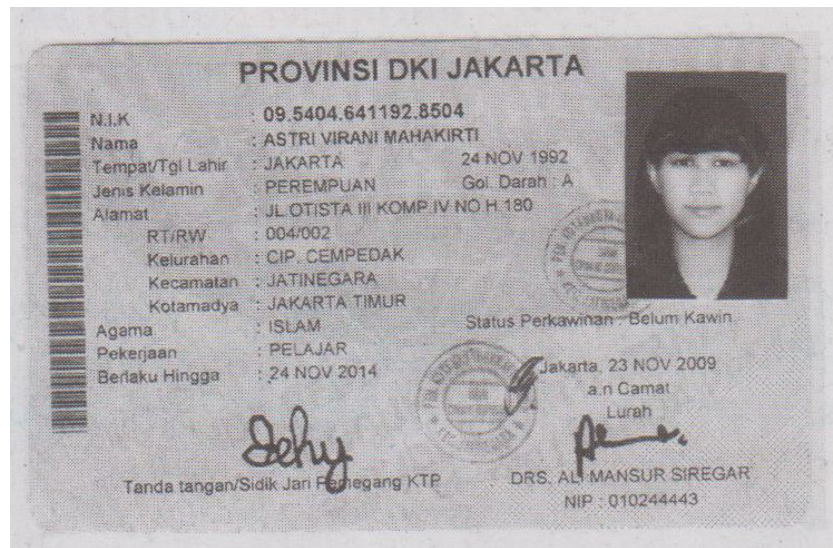 PROVINSI DKI JAKARTA
N.I.K : 09.5404.641192.8504
Nama : ASTRI VIRANI MAHAKIRTI
Tempat/Tgl Lahir : JAKARTA 24 NOV 1992
Jenis Kelamin : PEREMPUAN Gol. Darah : A
Alamat : JL.OTISTA III KOMP.IV NO H.180
RT/RW : 004/002
Kelurahan : CIP. CEMPEDAK
Kecamatan : JATINEGARA
Kotamadya : JAKARTA TIMUR
Agama : ISLAM Status Perkawinan : Belum Kawin
Pekerjaan : PELAJAR
Berlaku Hingga : 24 NOV 2014
Jakarta, 23 NOV 2009
a.n Camat
Lurah
Tanda tangan/Sidik Jari Pemegang KTP
DRS. ALI MANSUR SIREGAR
NIP : 010244443